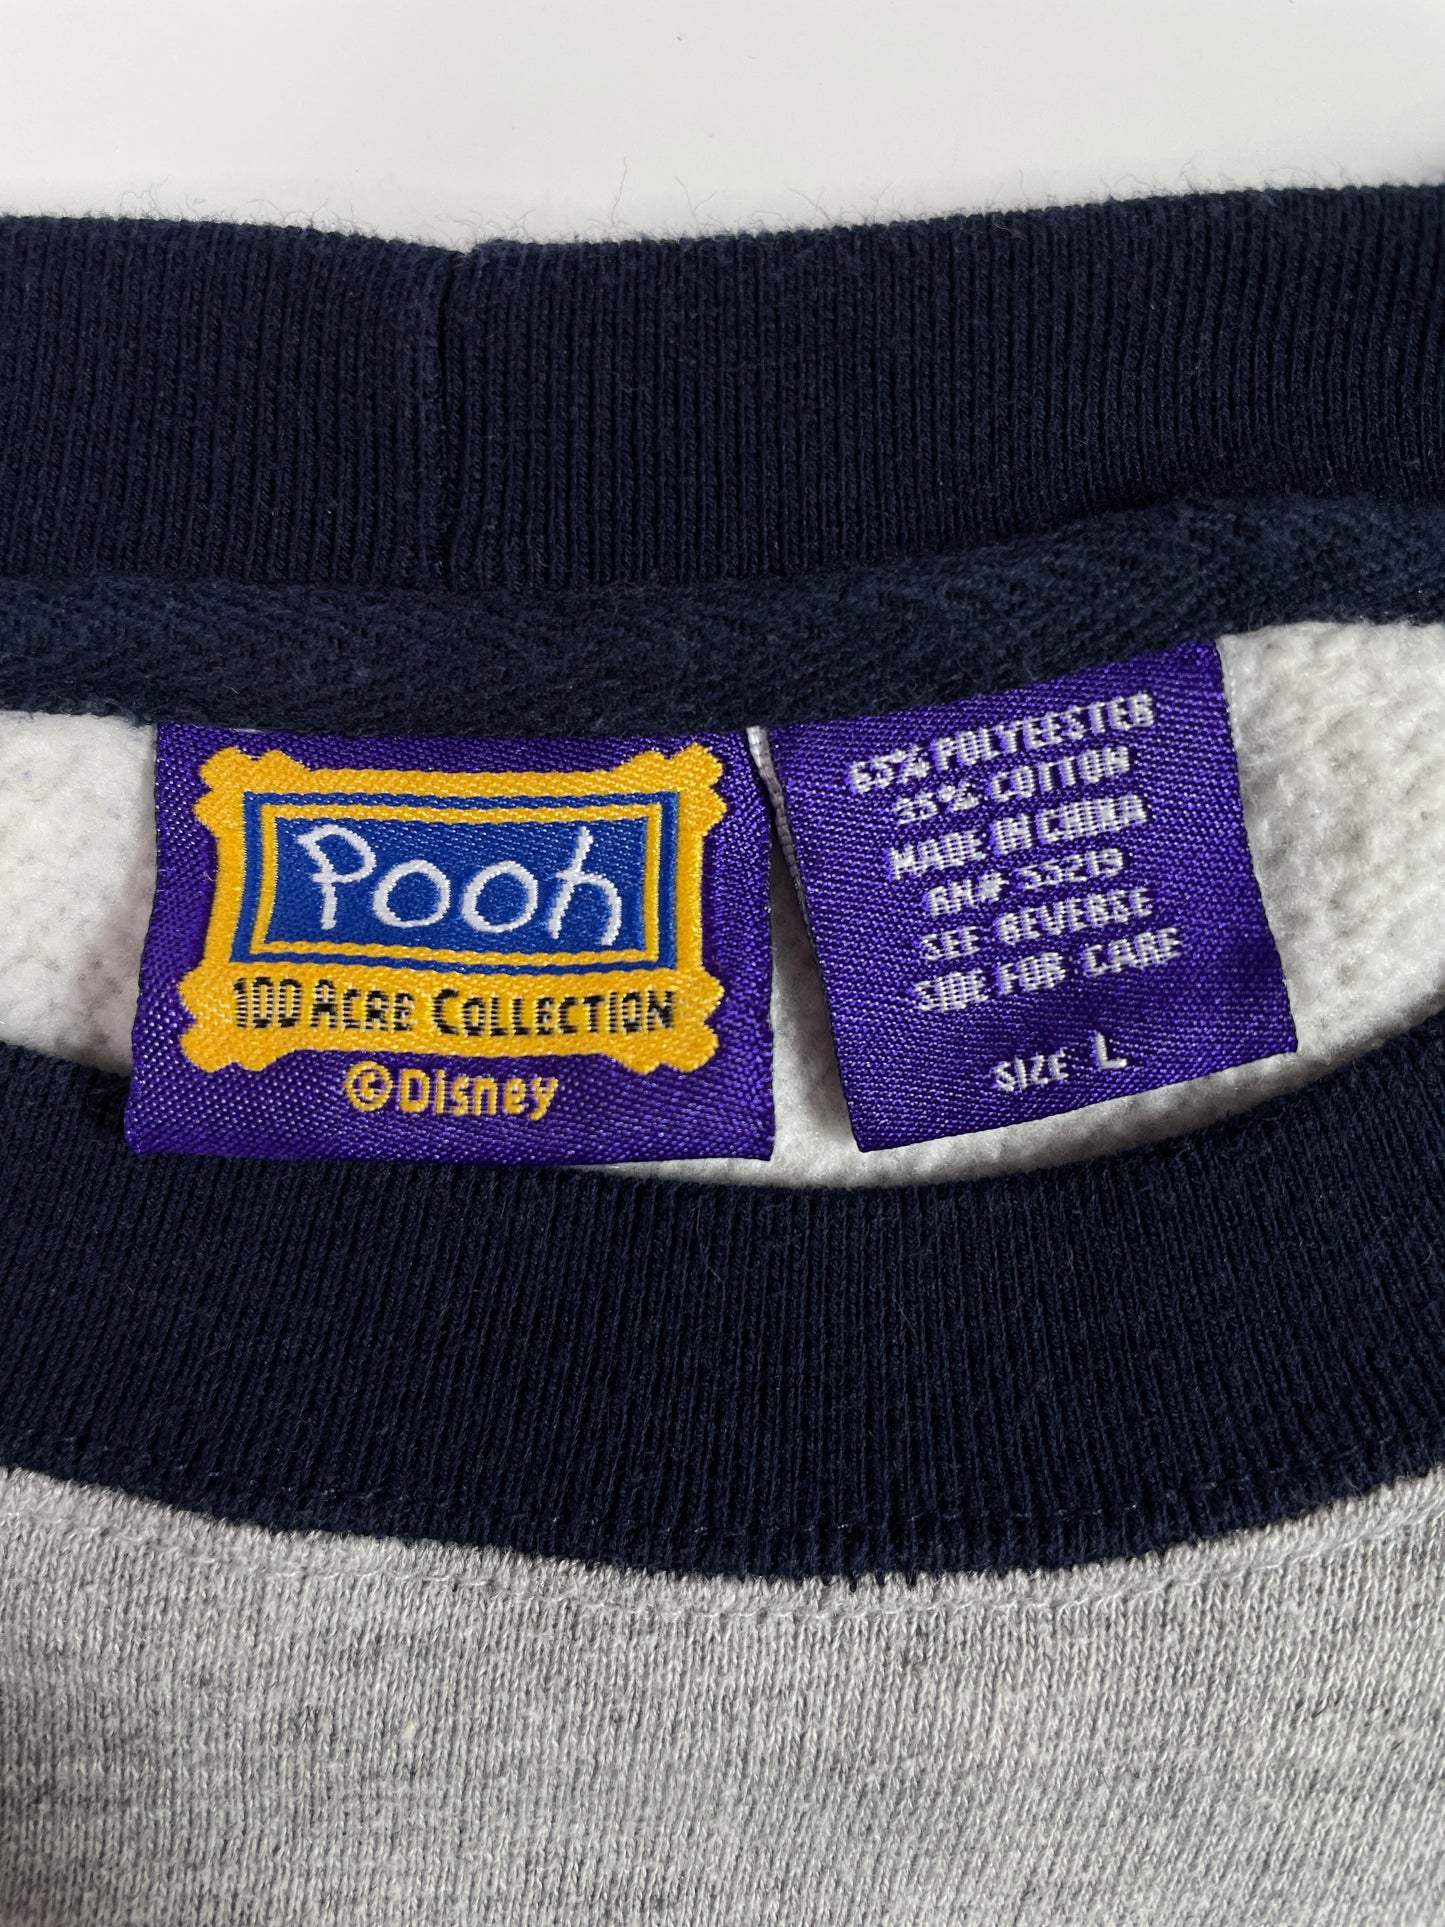 Pooh
100 ACRE COLLECTION
©Disney
65% POLYEESTER
35% COTTON
MADE IN CHINA
RN# 55219
SEE REVERSE
SIDE FOR CARE
SIZE L